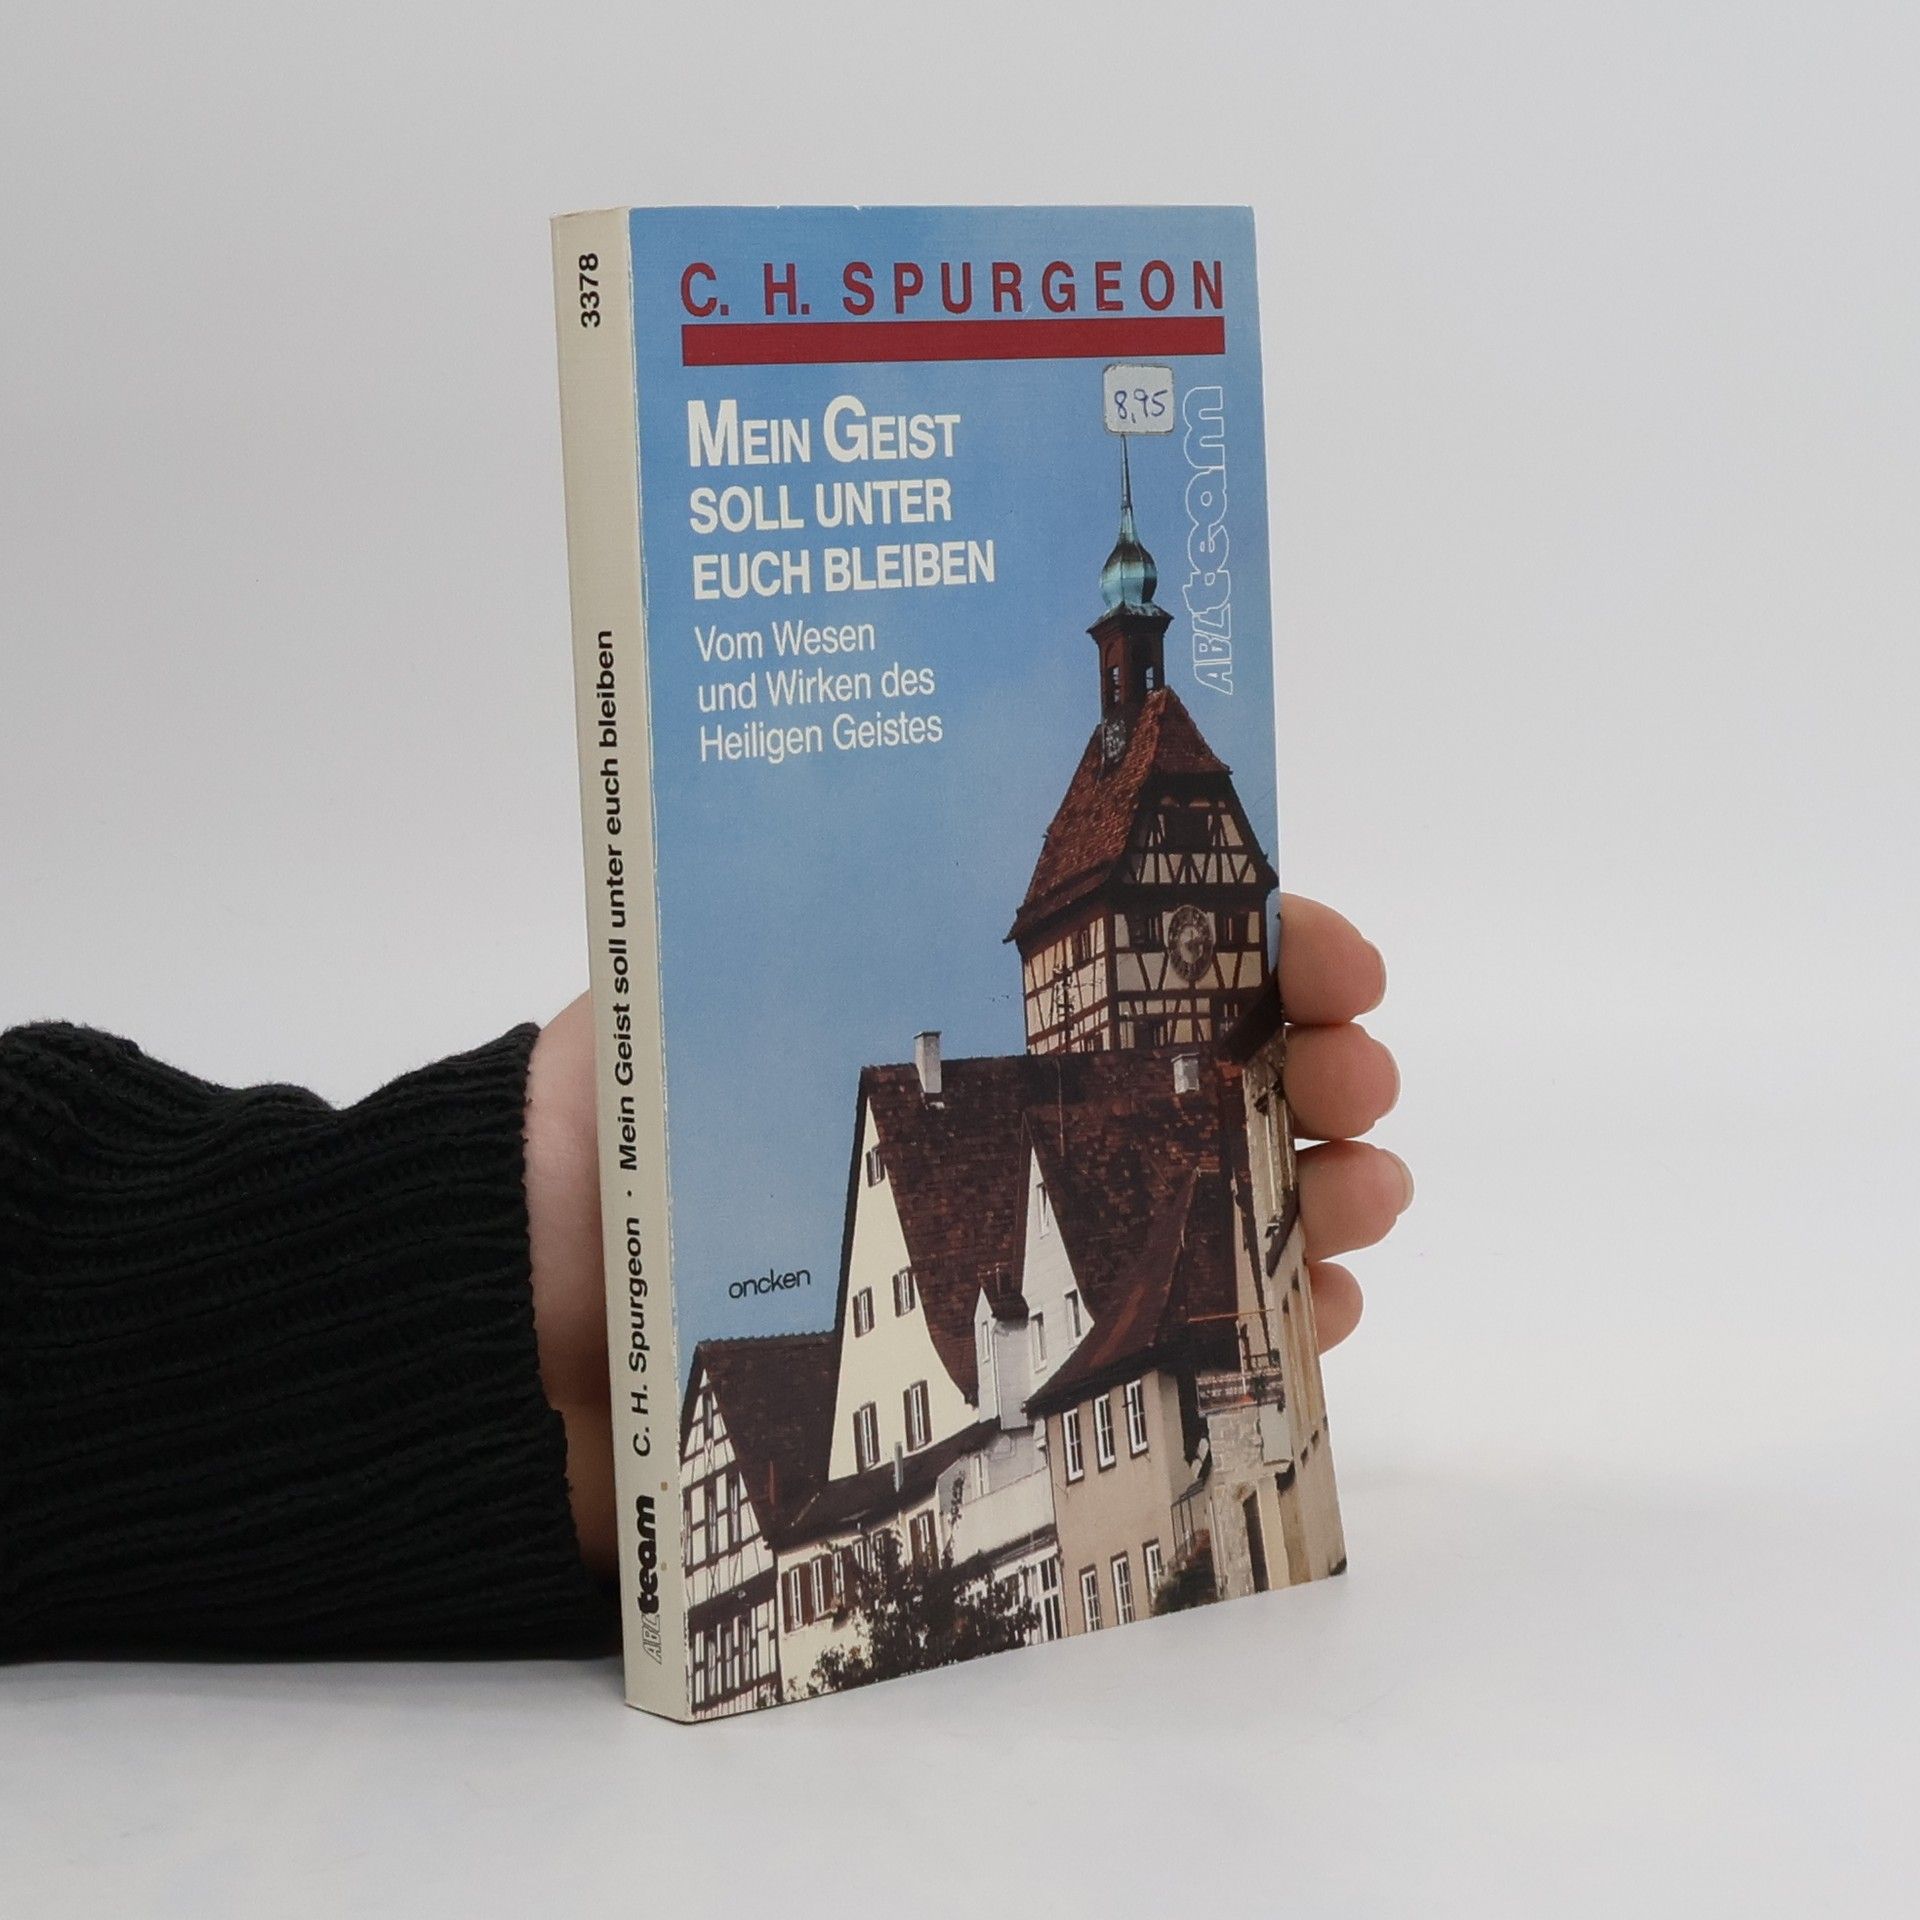 C. H. SPURGEON
8,95
MEIN GEIST
SOLL UNTER
EUCH BLEIBEN
Vom Wesen
und Wirken des
Heiligen Geistes
ABCteam
oncken
3378
ABCteam C. H. Spurgeon · Mein Geist soll unter euch bleiben